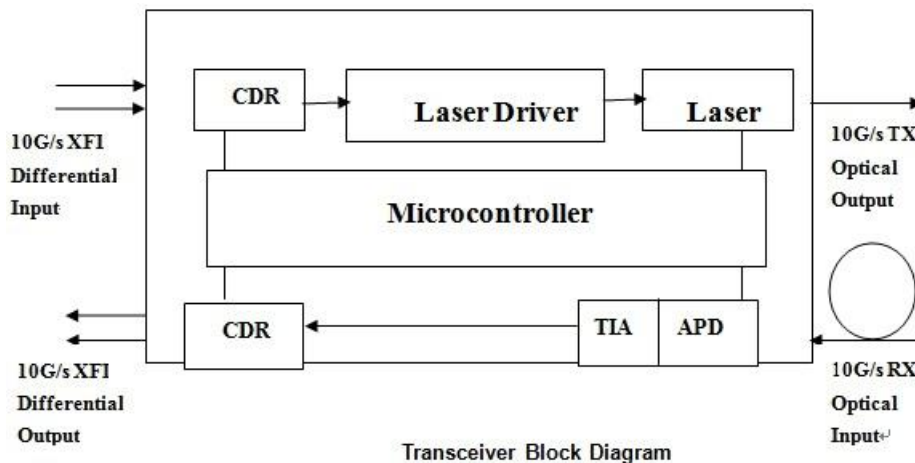 CDR
Laser Driver
Laser
10G/s XFI
Differential
Input
10G/s TX
Optical
Output
Microcontroller
CDR
TIA
APD
10G/s XFI
Differential
Output
10G/s RX
Optical
Input↵
Transceiver Block Diagram